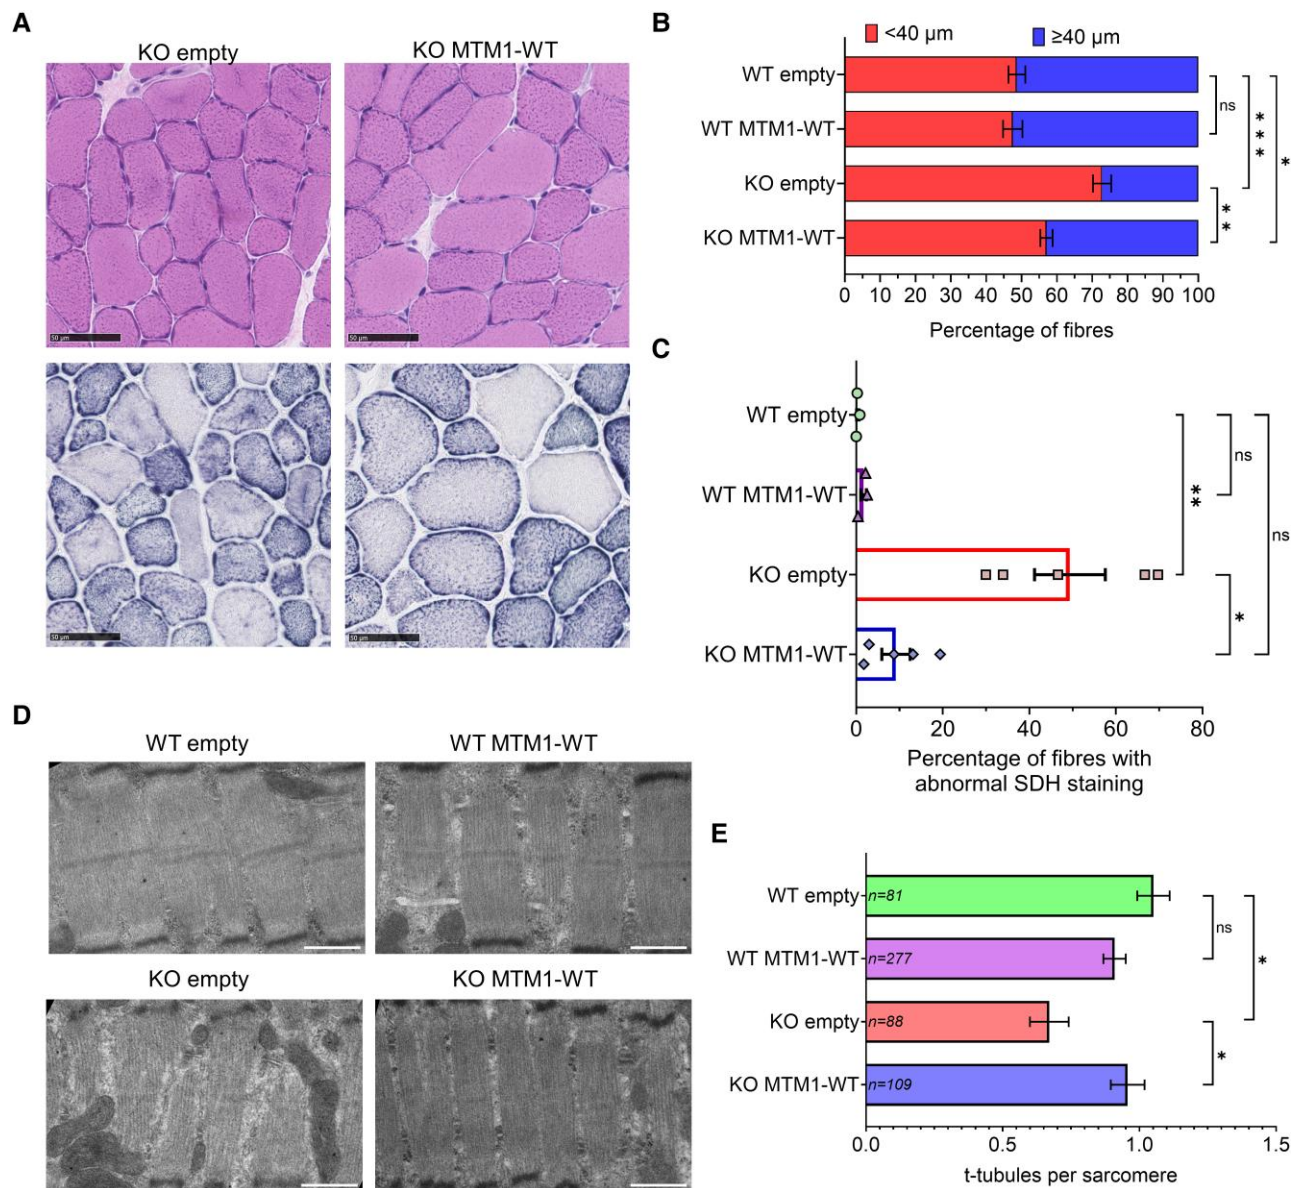 A
KO empty
KO MTM1-WT
50 µm
50 µm
50 µm
50 µm
B
<40 µm
≥40 µm
WT empty
WT MTM1-WT
KO empty
KO MTM1-WT
ns
***
*
**
0 10 20 30 40 50 60 70 80 90 100
Percentage of fibres
C
WT empty
WT MTM1-WT
KO empty
KO MTM1-WT
**
ns
ns
*
0 20 40 60 80
Percentage of fibres with
abnormal SDH staining
D
WT empty
WT MTM1-WT
KO empty
KO MTM1-WT
E
WT empty
n=81
WT MTM1-WT
n=277
KO empty
n=88
KO MTM1-WT
n=109
ns
*
*
0.0 0.5 1.0 1.5
t-tubules per sarcomere